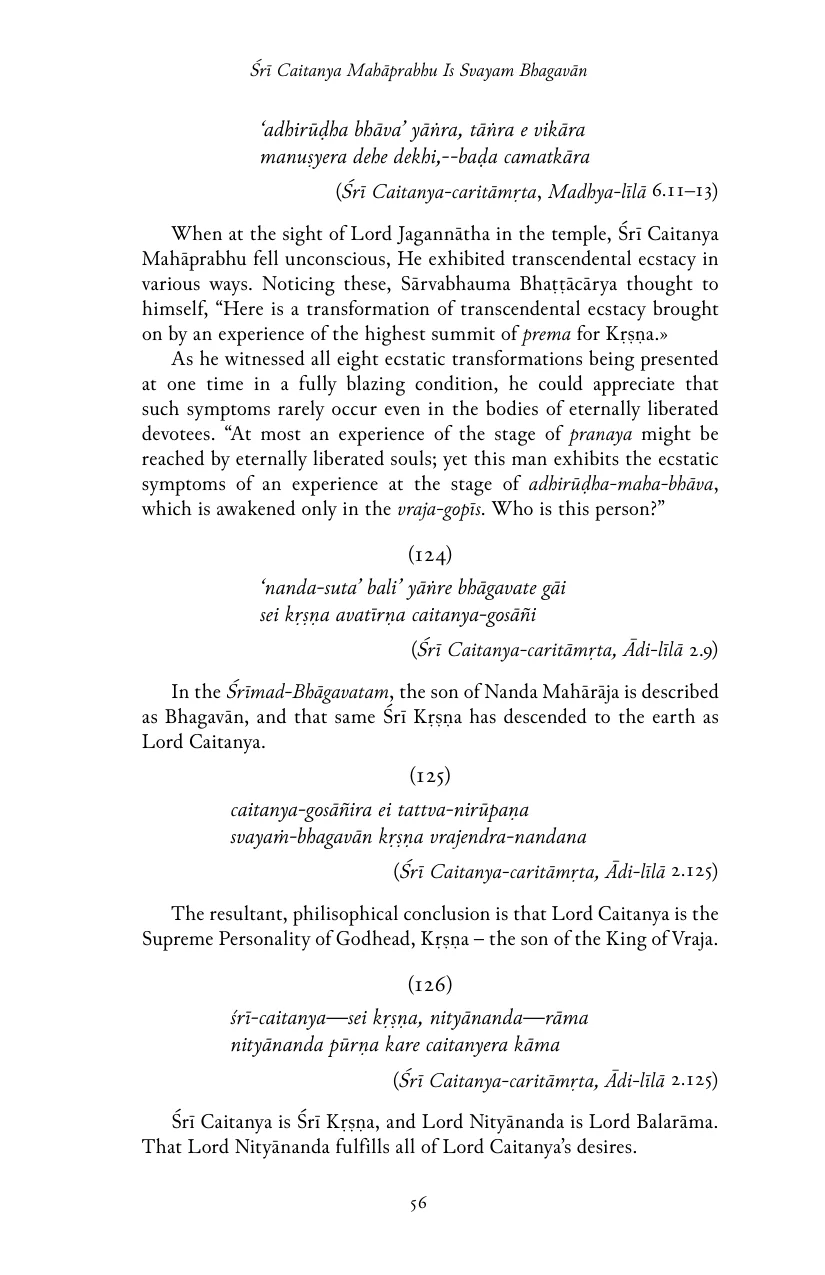 Śrī Caitanya Mahāprabhu Is Svayam Bhagavān
‘adhirūḍha bhāva’ yāṅra, tāṅra e vikāra
manuṣyera dehe dekhi,--baḍa camatkāra
(Śrī Caitanya-caritāmṛta, Madhya-līlā 6.11–13)
When at the sight of Lord Jagannātha in the temple, Śrī Caitanya
Mahāprabhu fell unconscious, He exhibited transcendental ecstacy in
various ways. Noticing these, Sārvabhauma Bhaṭṭācārya thought to
himself, “Here is a transformation of transcendental ecstacy brought
on by an experience of the highest summit of prema for Kṛṣṇa.»
As he witnessed all eight ecstatic transformations being presented
at one time in a fully blazing condition, he could appreciate that
such symptoms rarely occur even in the bodies of eternally liberated
devotees. “At most an experience of the stage of pranaya might be
reached by eternally liberated souls; yet this man exhibits the ecstatic
symptoms of an experience at the stage of adhirūḍha-maha-bhāva,
which is awakened only in the vraja-gopīs. Who is this person?”
(124)
‘nanda-suta’ bali’ yāṅre bhāgavate gāi
sei kṛṣṇa avatīrṇa caitanya-gosāñi
(Śrī Caitanya-caritāmṛta, Ādi-līlā 2.9)
In the Śrīmad-Bhāgavatam, the son of Nanda Mahārāja is described
as Bhagavān, and that same Śrī Kṛṣṇa has descended to the earth as
Lord Caitanya.
(125)
caitanya-gosāñira ei tattva-nirūpaṇa
svayaṁ-bhagavān kṛṣṇa vrajendra-nandana
(Śrī Caitanya-caritāmṛta, Ādi-līlā 2.125)
The resultant, philisophical conclusion is that Lord Caitanya is the
Supreme Personality of Godhead, Kṛṣṇa – the son of the King of Vraja.
(126)
śrī-caitanya—sei kṛṣṇa, nityānanda—rāma
nityānanda pūrṇa kare caitanyera kāma
(Śrī Caitanya-caritāmṛta, Ādi-līlā 2.125)
Śrī Caitanya is Śrī Kṛṣṇa, and Lord Nityānanda is Lord Balarāma.
That Lord Nityānanda fulfills all of Lord Caitanya’s desires.
56